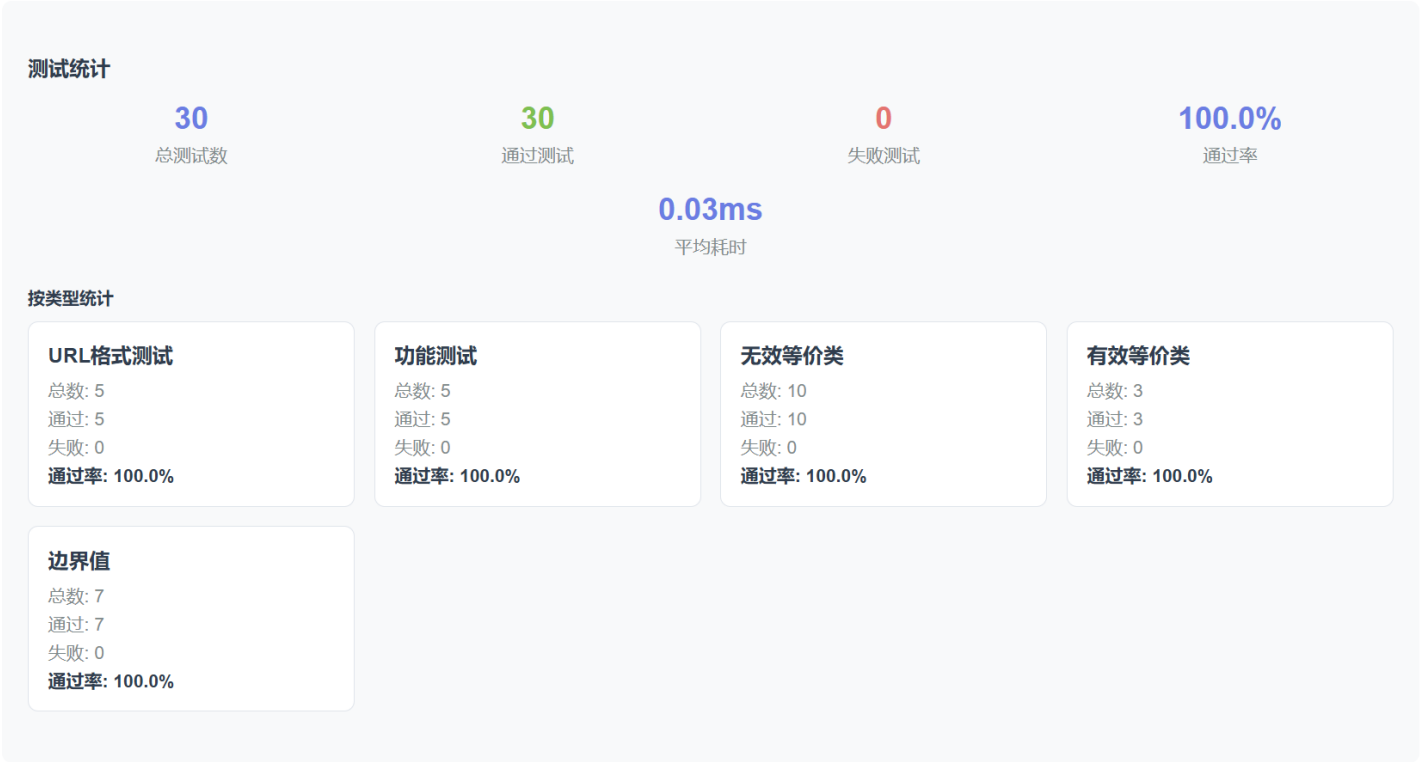 测试统计
30
总测试数
30
通过测试
0
失败测试
100.0%
通过率
0.03ms
平均耗时
按类型统计
URL格式测试
总数: 5
通过: 5
失败: 0
通过率: 100.0%
功能测试
总数: 5
通过: 5
失败: 0
通过率: 100.0%
无效等价类
总数: 10
通过: 10
失败: 0
通过率: 100.0%
有效等价类
总数: 3
通过: 3
失败: 0
通过率: 100.0%
边界值
总数: 7
通过: 7
失败: 0
通过率: 100.0%